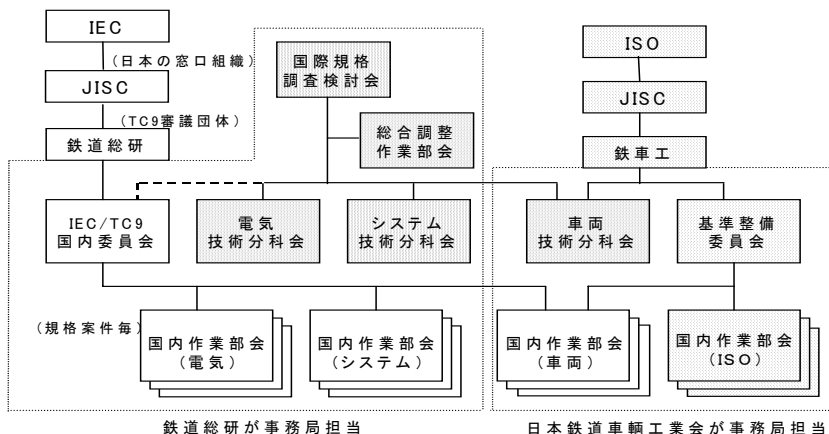 IEC
(日本の窓口組織)
JISC
(TC9審議団体)
鉄道総研
国際規格
調査検討会
総合調整
作業部会
ISO
JISC
鉄車工
IEC/TC9
国内委員会
電気
技術分科会
システム
技術分科会
車両
技術分科会
基準整備
委員会
(規格案件毎)
国内作業部会
(電気)
国内作業部会
(システム)
国内作業部会
(車両)
国内作業部会
(ISO)
鉄道総研が事務局担当
日本鉄道車輌工業会が事務局担当